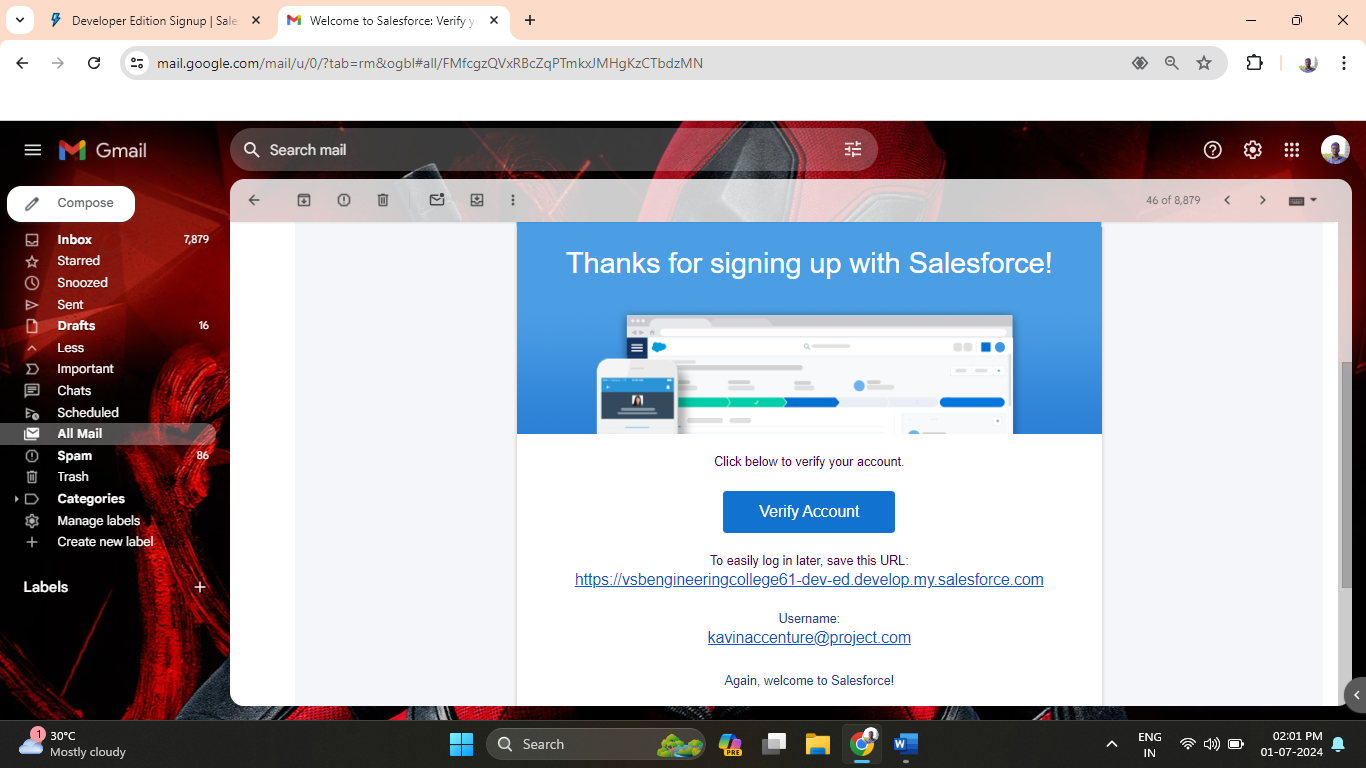 Developer Edition Signup | Sale
Welcome to Salesforce: Verify yo
mail.google.com/mail/u/0/?tab=rm&ogbl#all/FMfcgzQVxRBcZqPTmkxJMHgKzCTbdzMN
Gmail
Search mail
Compose
46 of 8,879
Inbox 7,879
Starred
Snoozed
Sent
Drafts 16
Less
Important
Chats
Scheduled
All Mail
Spam 86
Trash
Categories
Manage labels
Create new label
Labels
Thanks for signing up with Salesforce!
Click below to verify your account.
Verify Account
To easily log in later, save this URL:
https://vsbengineeringcollege61-dev-ed.develop.my.salesforce.com
Username:
kavinaccenture@project.com
Again, welcome to Salesforce!
1
30°C
Mostly cloudy
Search
PRE
ENG
IN
02:01 PM
01-07-2024